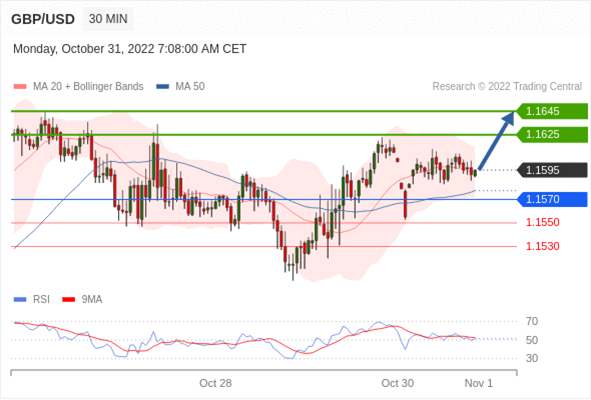 GBP/USD 30 MIN
Monday, October 31, 2022 7:08:00 AM CET
MA 20 + Bollinger Bands MA 50 Research © 2022 Trading Central
1.1645
1.1625
1.1595
1.1570
1.1550
1.1530
RSI 9MA
70
50
30
Oct 28 Oct 30 Nov 1